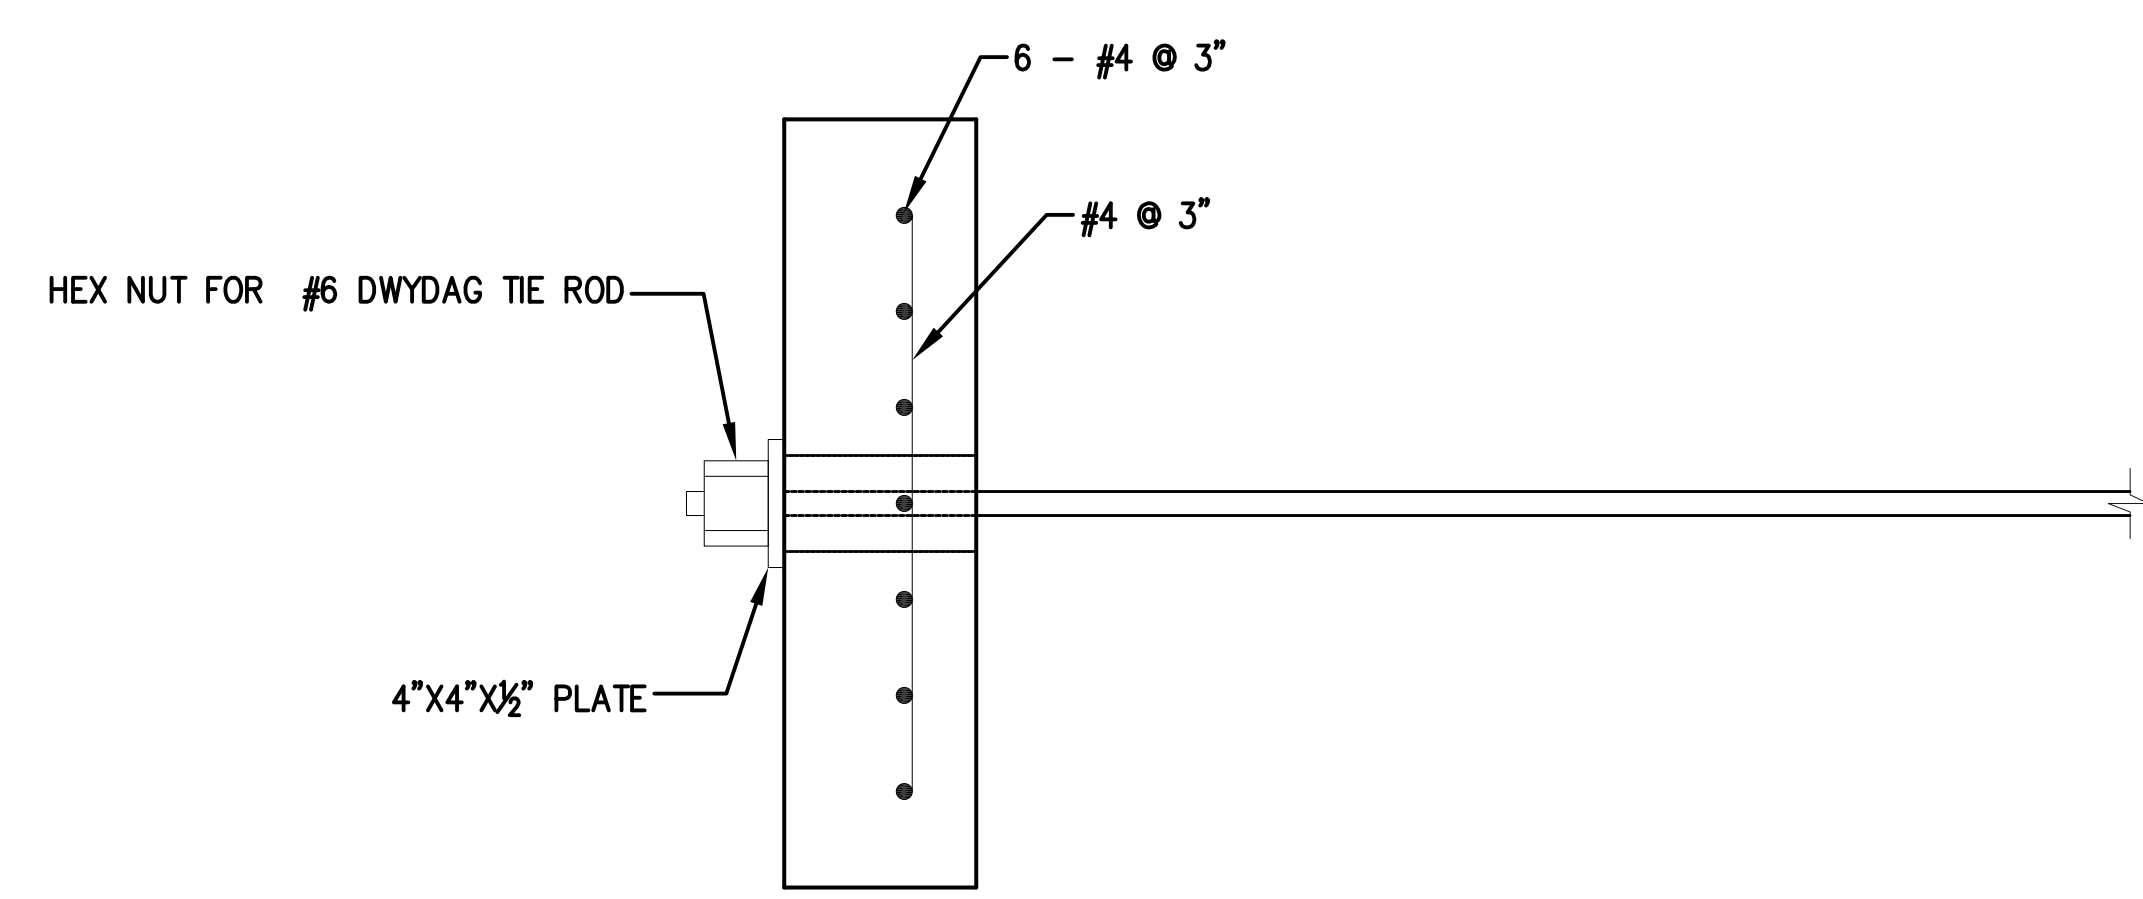 6 - #4 @ 3"
#4 @ 3"
HEX NUT FOR #6 DWYDAG TIE ROD
4"X4"X½" PLATE